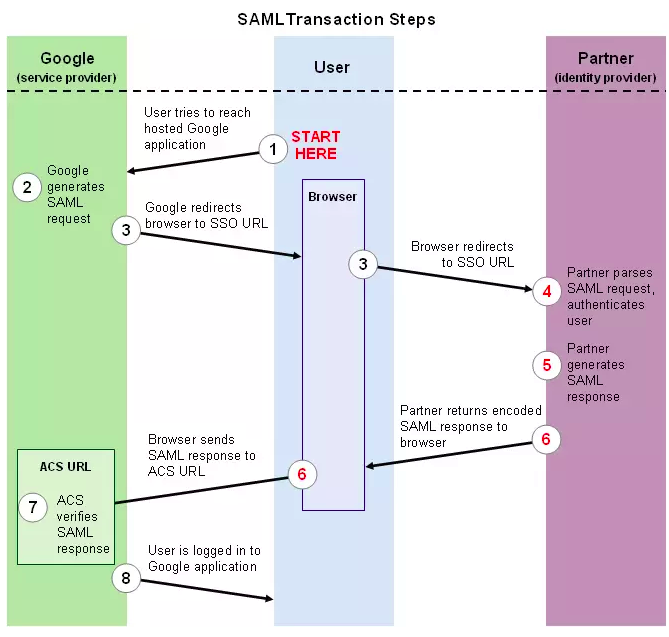 SAML Transaction Steps
Google
(service provider)
User
Partner
(identity provider)
User tries to reach
hosted Google
application
1
START
HERE
2
Google
generates
SAML
request
3
Google redirects
browser to SSO URL
Browser
3
Browser redirects
to SSO URL
4
Partner parses
SAML request,
authenticates
user
5
Partner
generates
SAML
response
Partner returns encoded
SAML response to
browser
6
Browser sends
SAML response to
ACS URL
6
ACS URL
7
ACS
verifies
SAML
response
8
User is logged in to
Google application